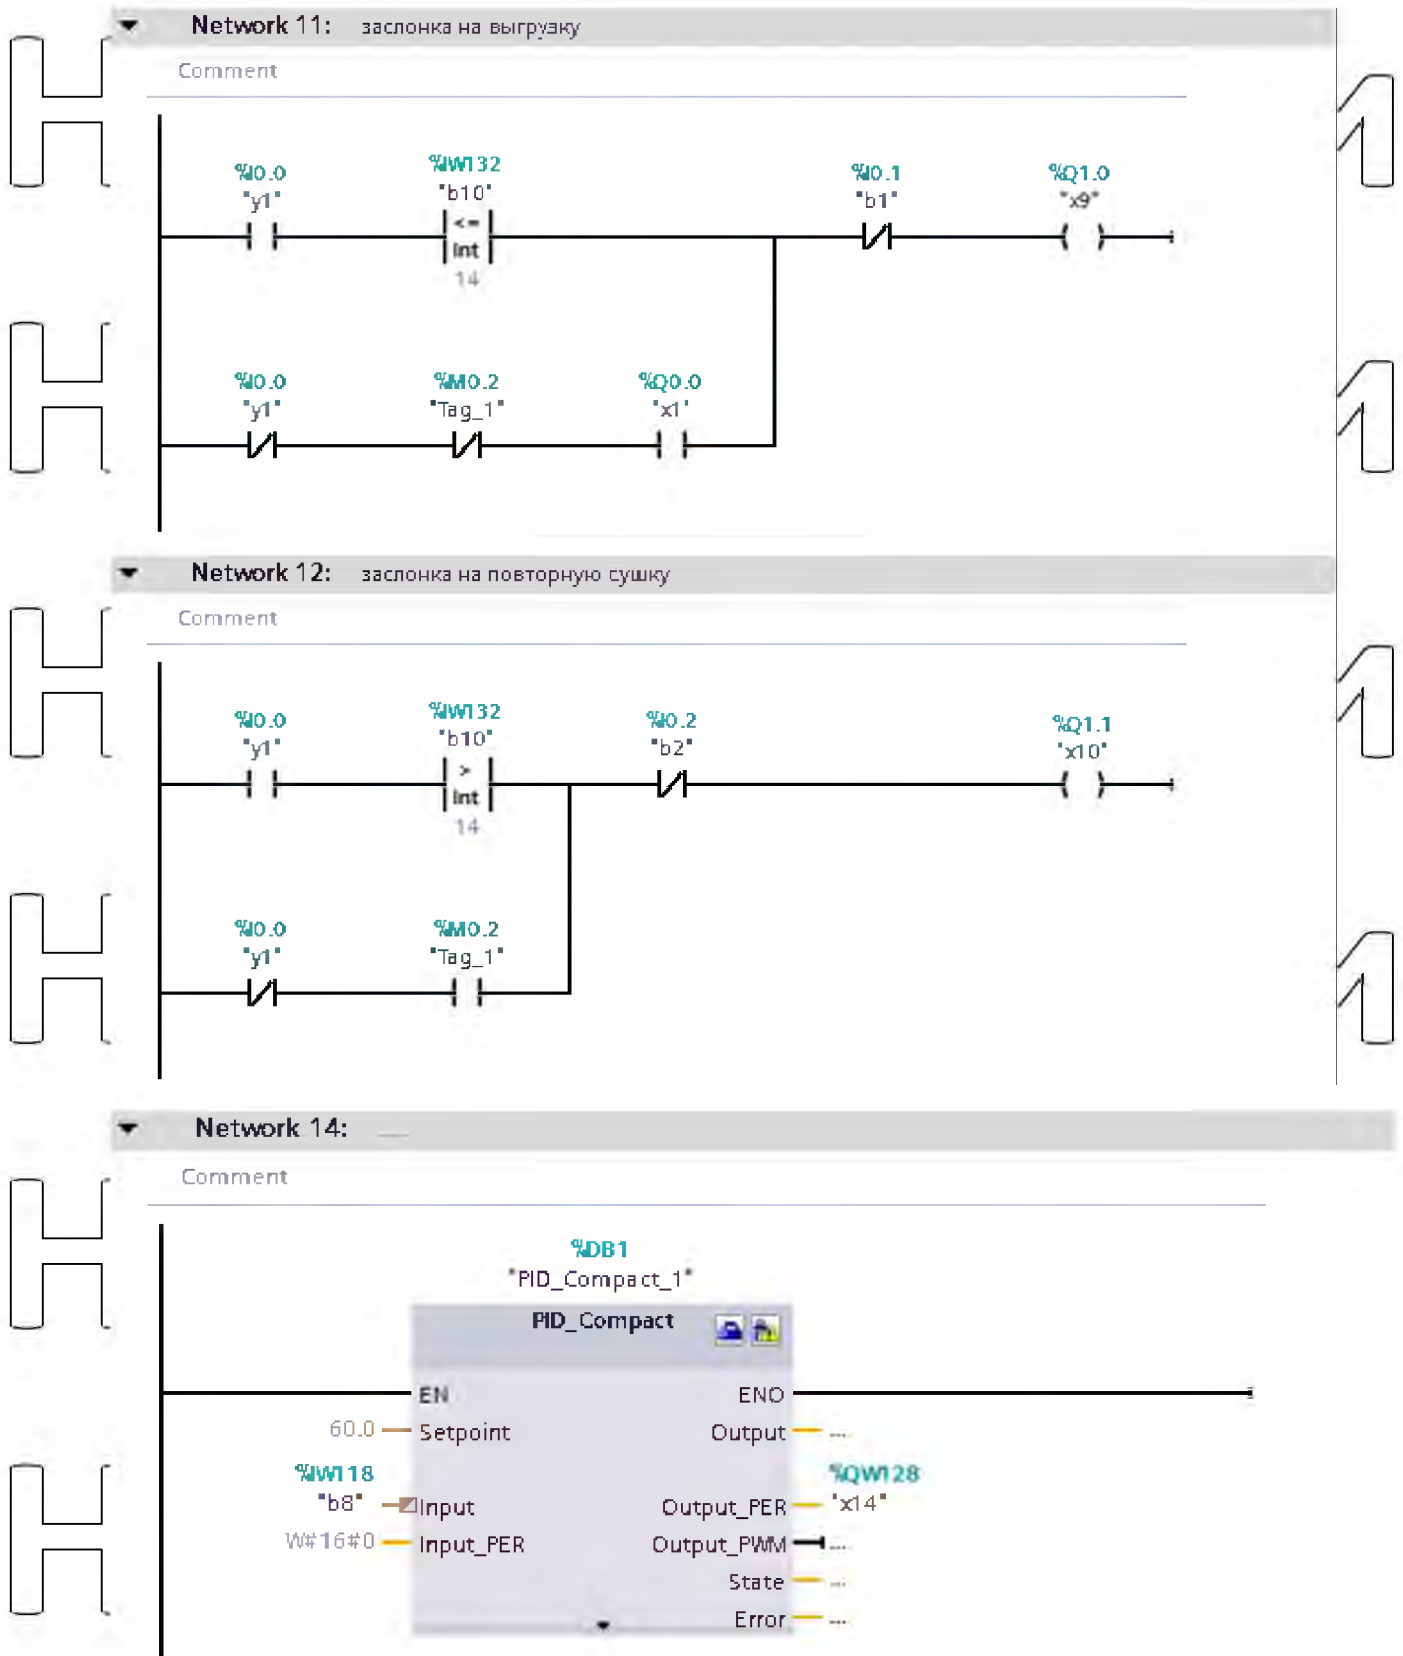 Network 11: заслонка на выгрузку
Comment
%I0.0 %IW132 %I0.1 %Q1.0
"y1" "b10" "b1" "x9"
<=
Int
14
%I0.0 %M0.2 %Q0.0
"y1" "Tag_1" "x1"
Network 12: заслонка на повторную сушку
Comment
%I0.0 %IW132 %I0.2 %Q1.1
"y1" "b10" "b2" "x10"
>
Int
14
%I0.0 %M0.2
"y1" "Tag_1"
Network 14: .....
Comment
%DB1
"PID_Compact_1"
PID_Compact
EN ENO
60.0 Setpoint Output ...
%IW118 %QW128
"b8" Input Output_PER "x14"
W#16#0 Input_PER Output_PWM ...
State ...
Error ...